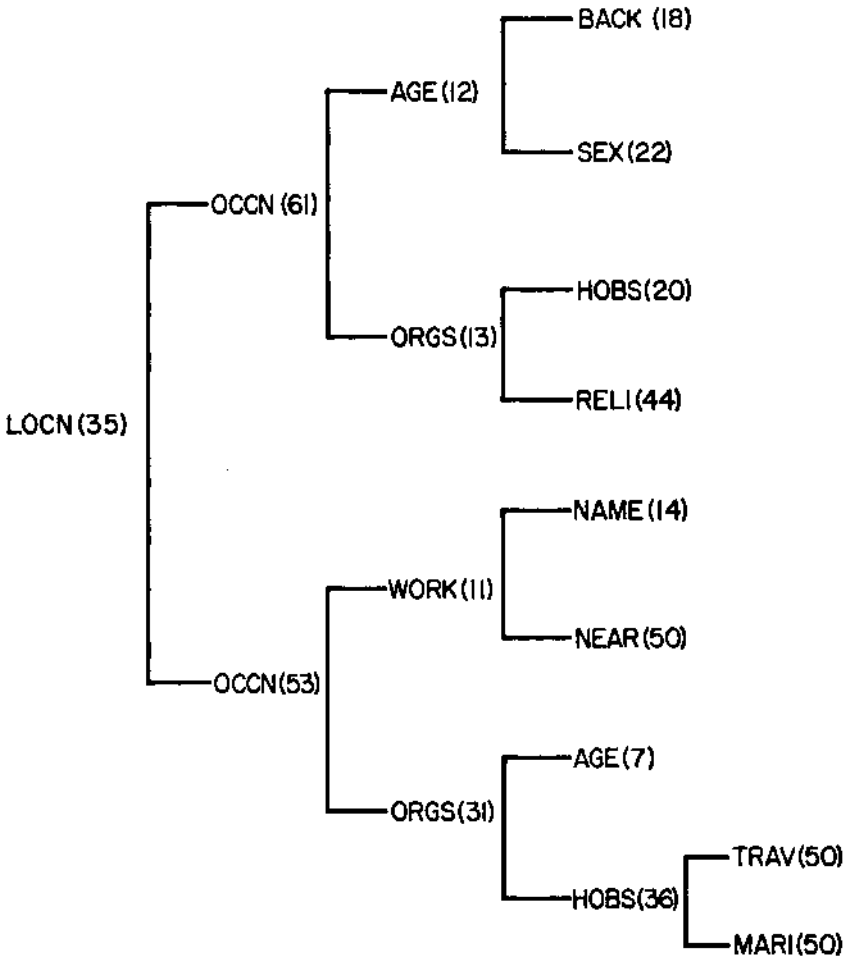 BACK (18)
AGE(12)
SEX(22)
OCCN(61)
HOBS(20)
ORGS(13)
RELI(44)
LOCN(35)
NAME(14)
WORK(11)
NEAR(50)
OCCN(53)
AGE(7)
ORGS(31)
TRAV(50)
HOBS(36)
MARI(50)